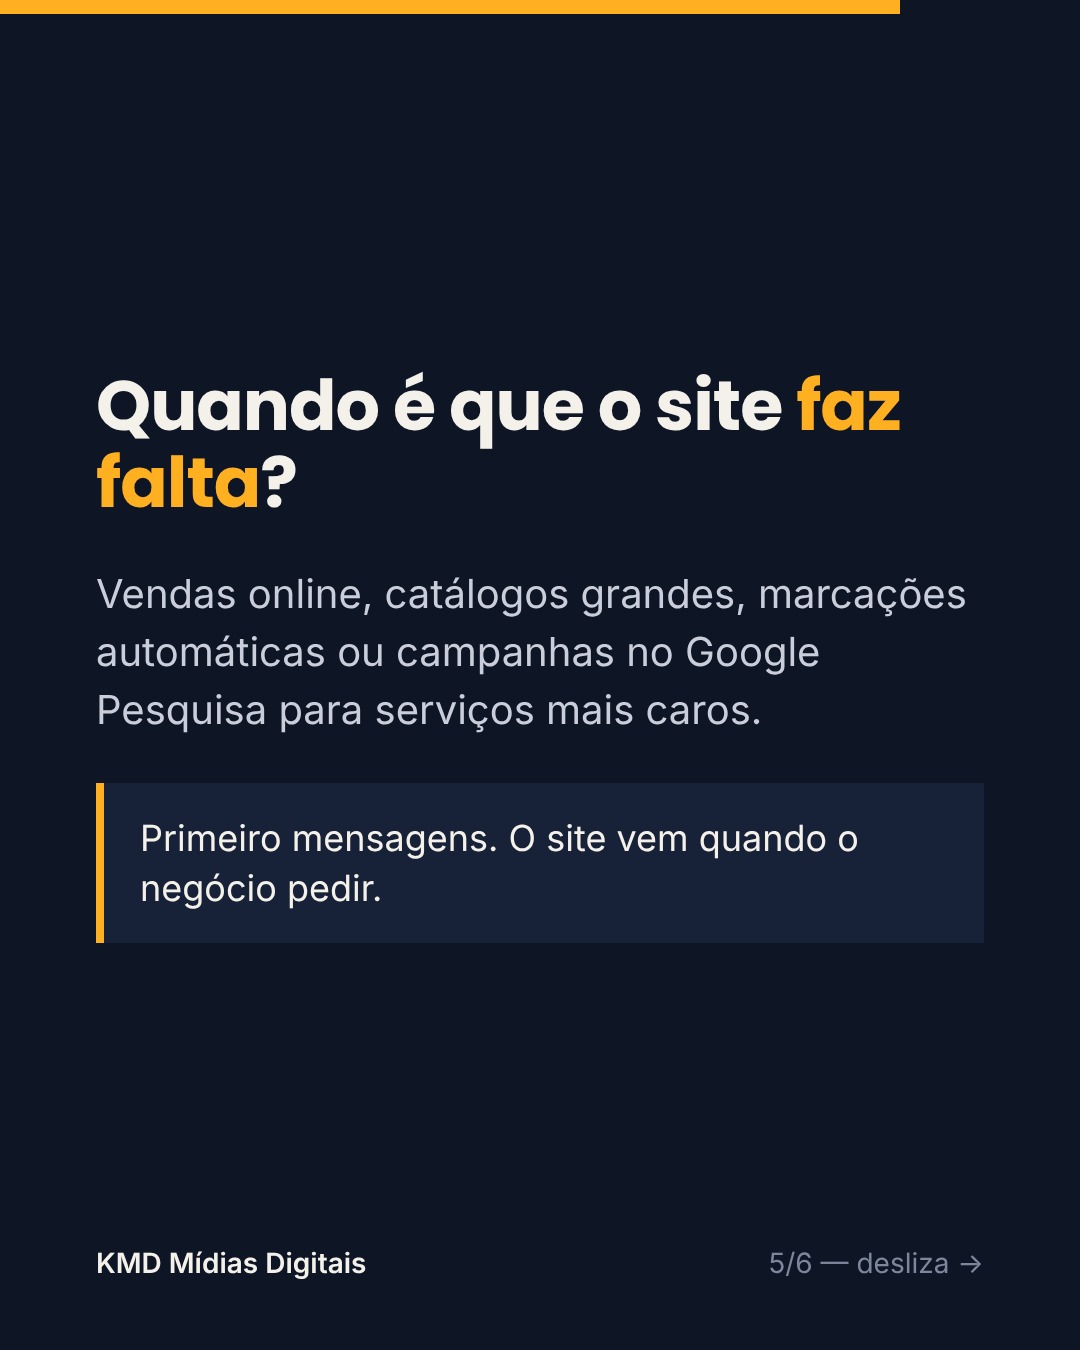 Quando é que o site faz
falta?
Vendas online, catálogos grandes, marcações
automáticas ou campanhas no Google
Pesquisa para serviços mais caros.
Primeiro mensagens. O site vem quando o
negócio pedir.
KMD Mídias Digitais
5/6 — desliza →